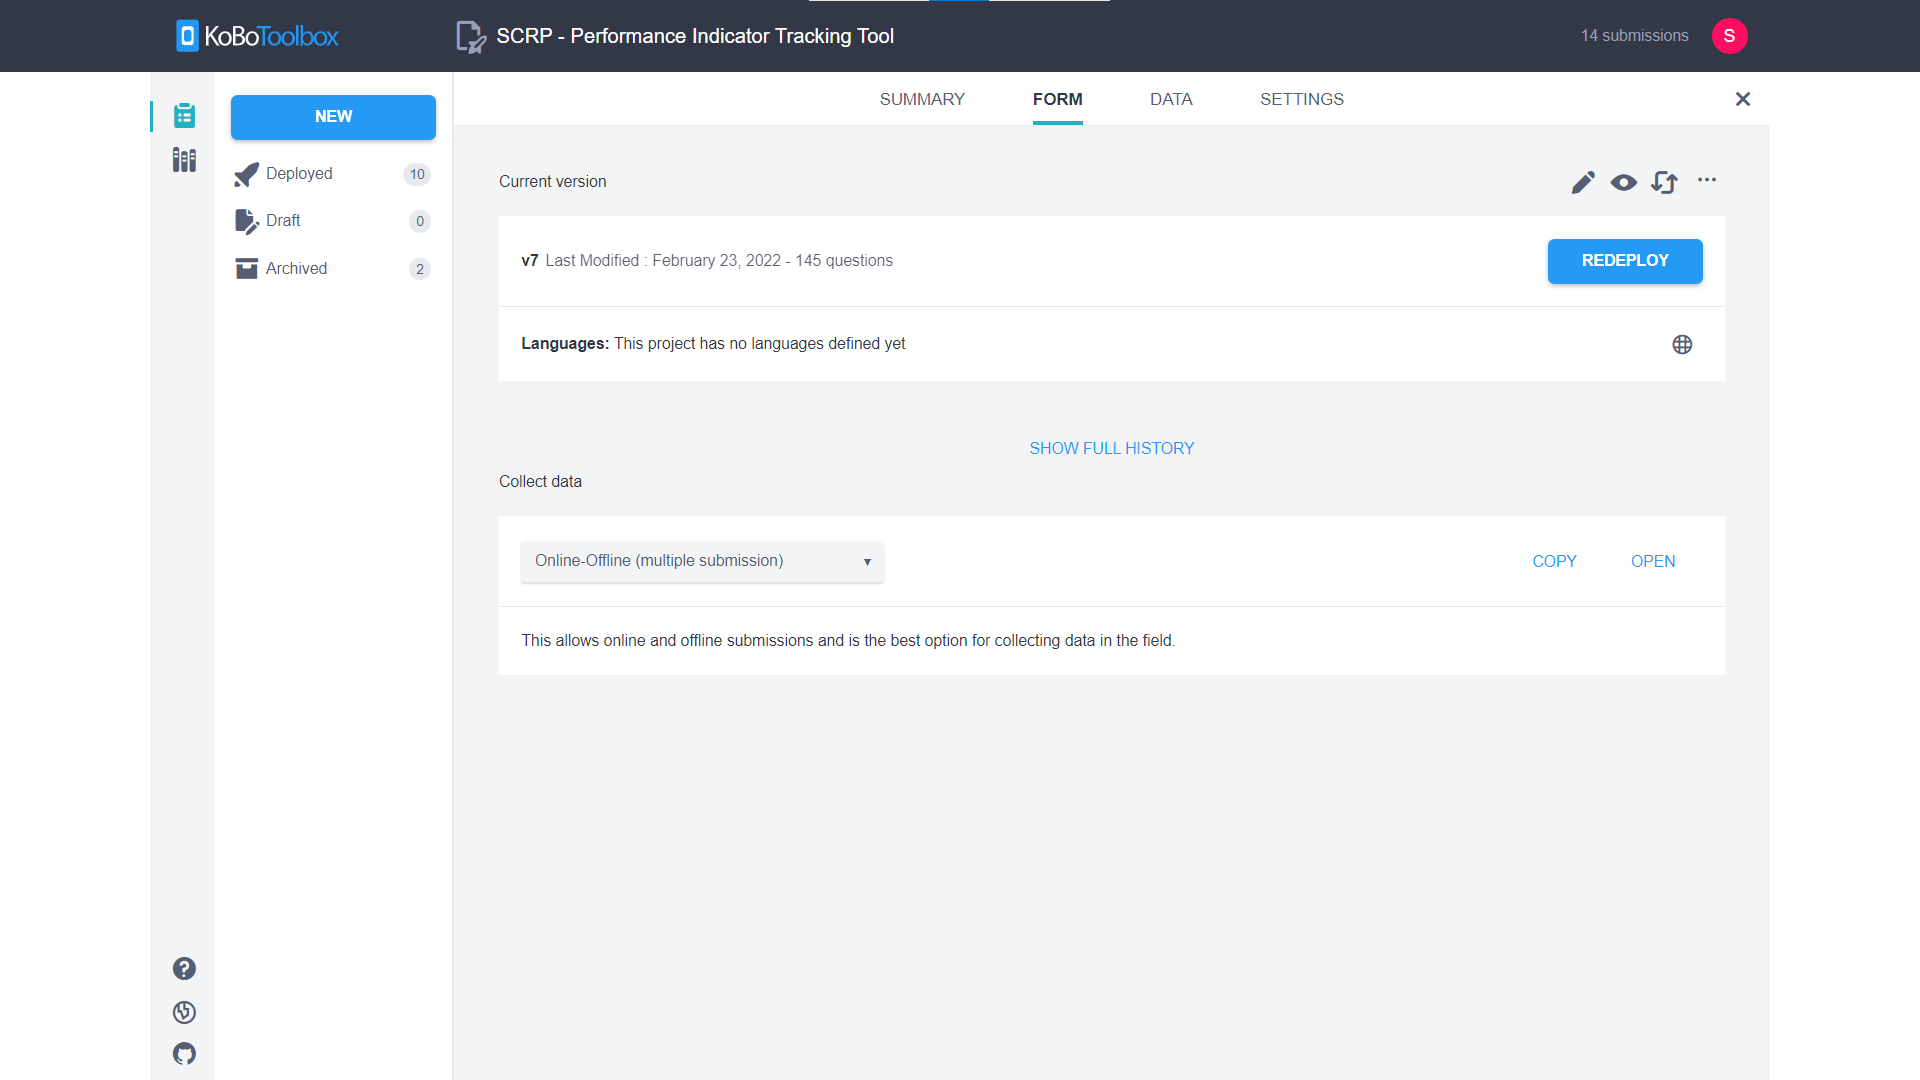 KoBoToolbox
SCRP - Performance Indicator Tracking Tool
14 submissions
S
NEW
Deployed 10
Draft 0
Archived 2
SUMMARY FORM DATA SETTINGS
Current version
v7 Last Modified : February 23, 2022 - 145 questions
REDEPLOY
Languages: This project has no languages defined yet
SHOW FULL HISTORY
Collect data
Online-Offline (multiple submission)
COPY OPEN
This allows online and offline submissions and is the best option for collecting data in the field.